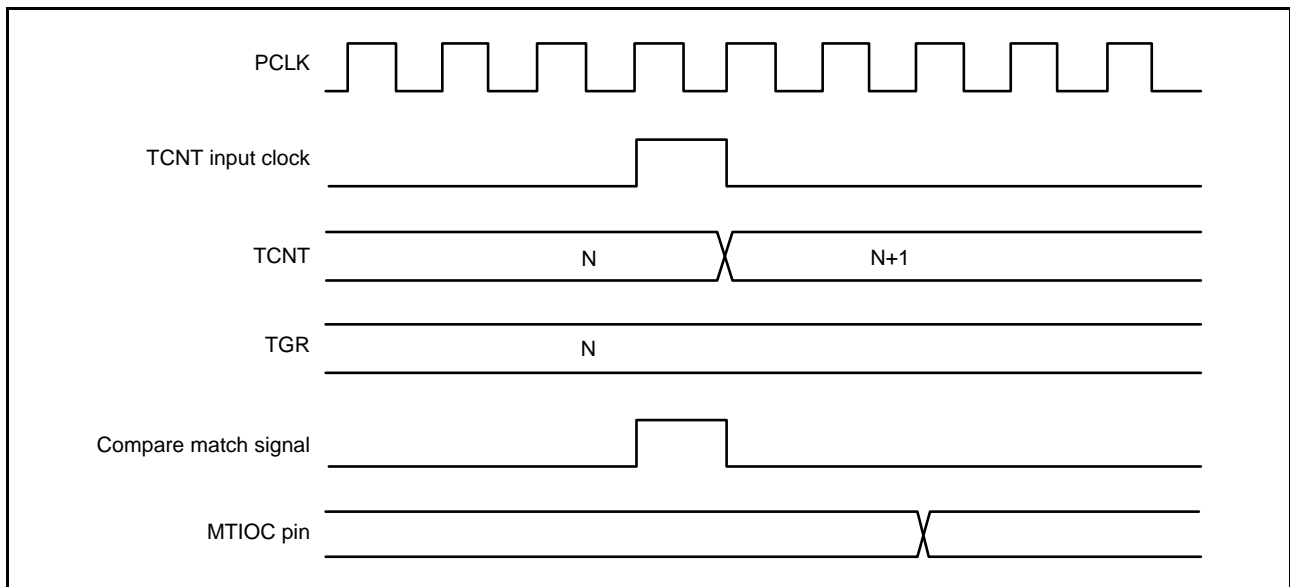 PCLK
TCNT input clock
TCNT
N
N+1
TGR
N
Compare match signal
MTIOC pin